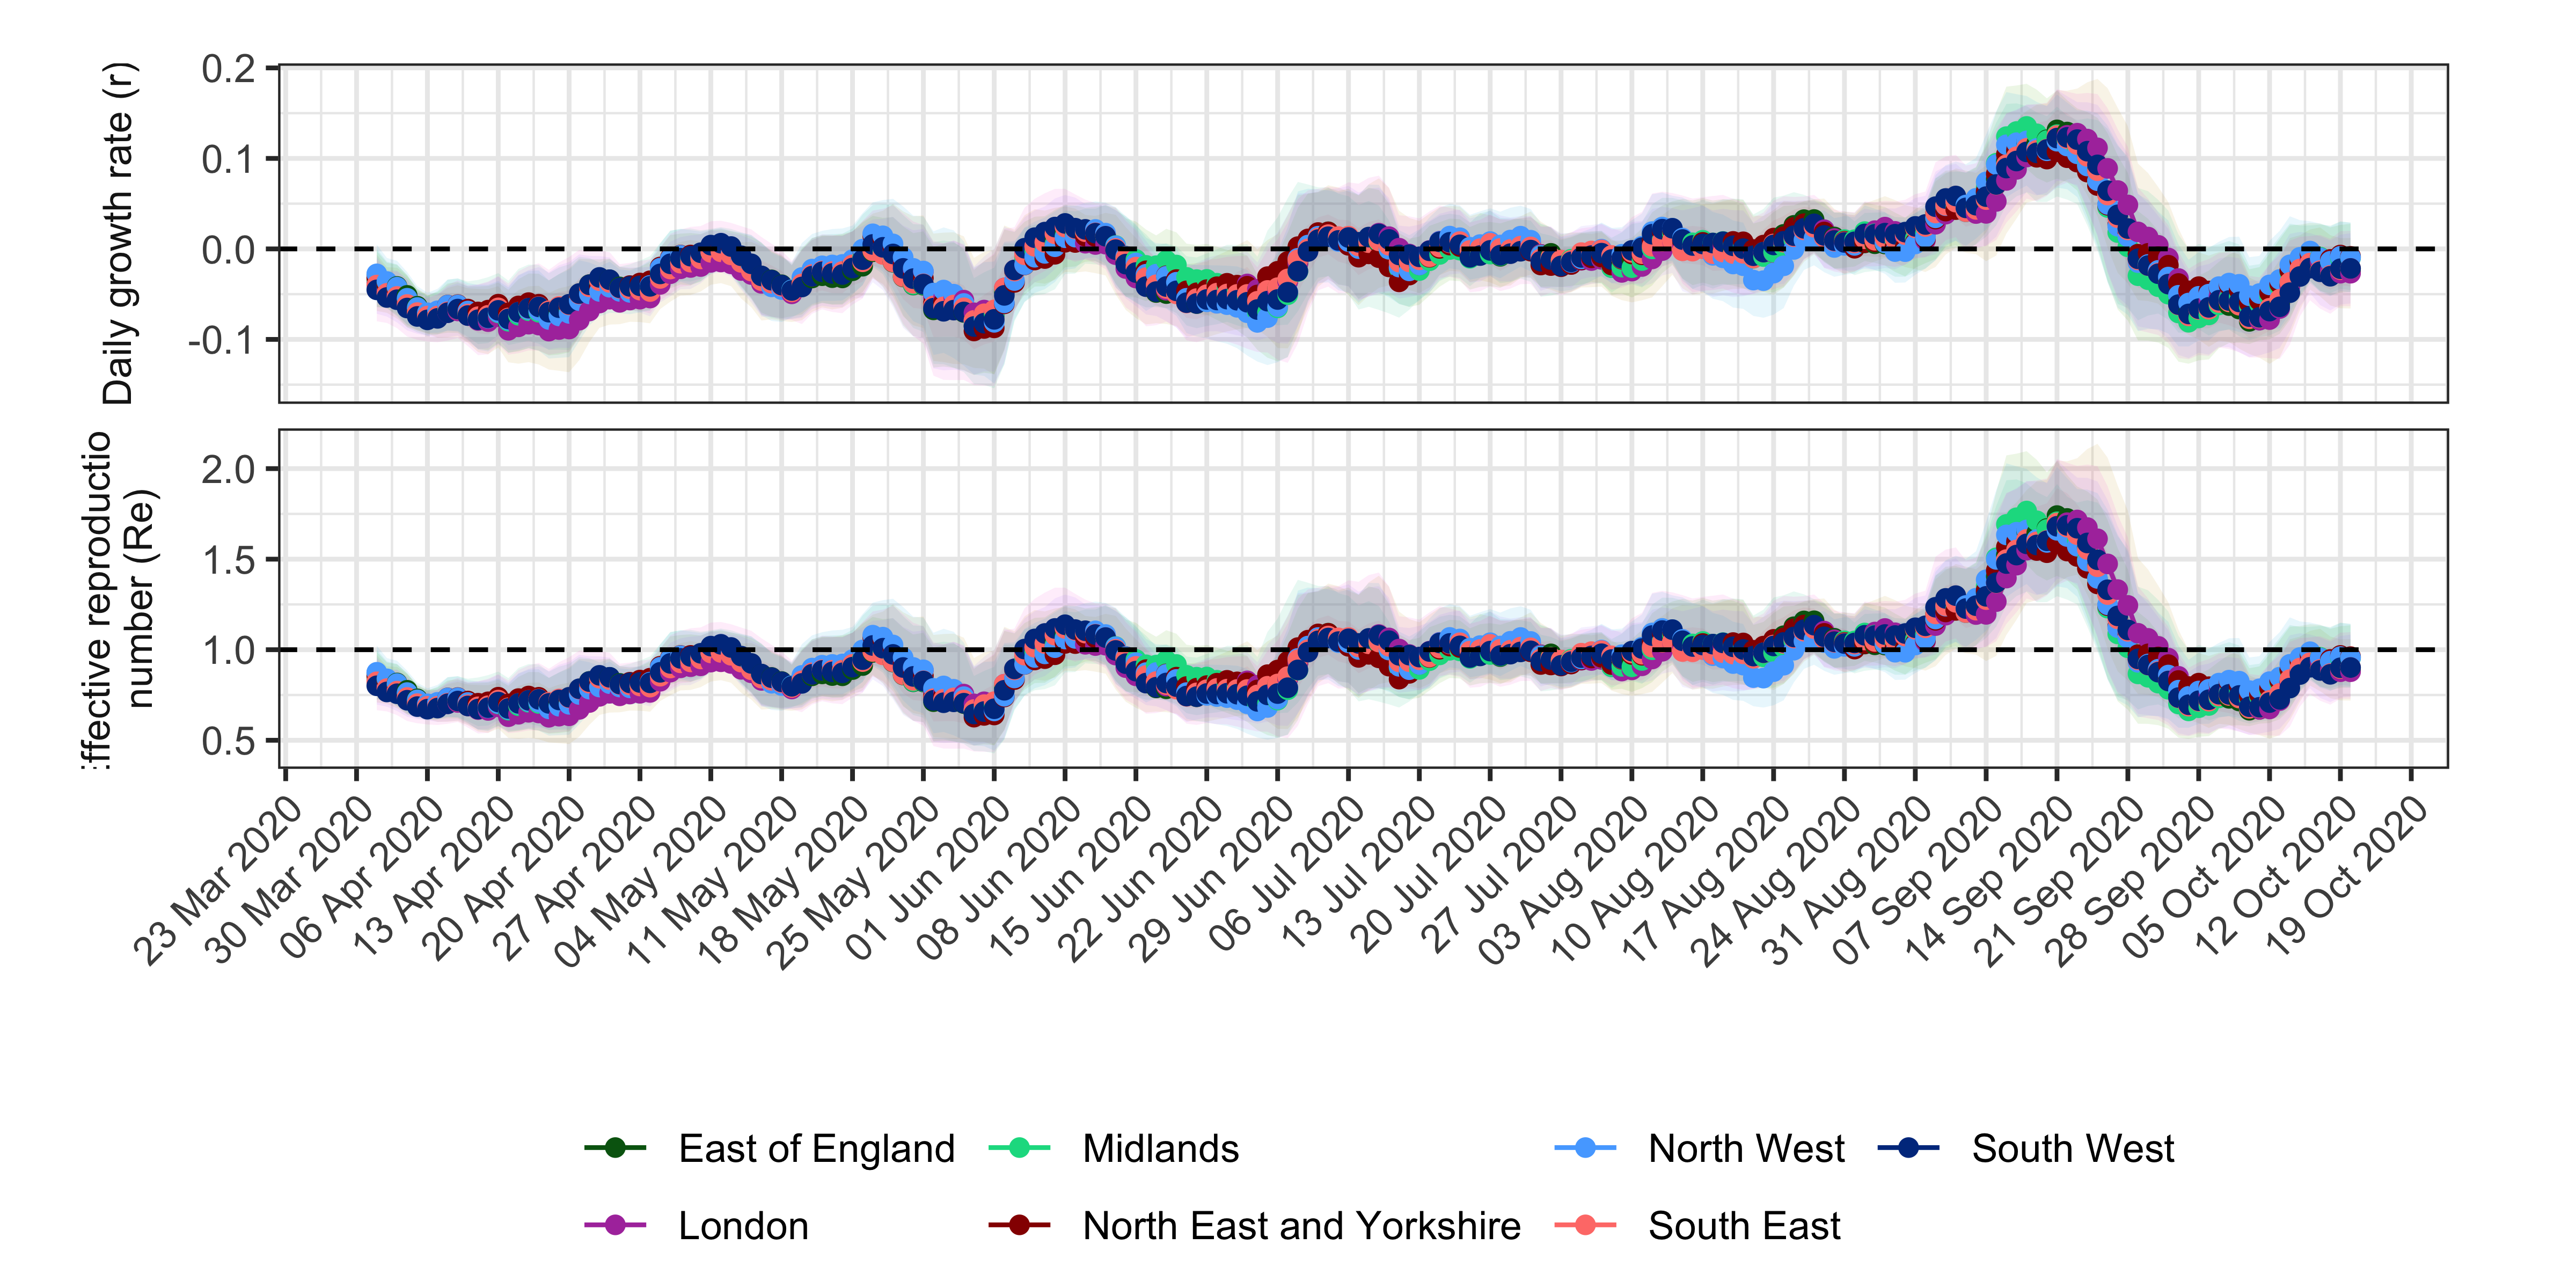 Daily growth rate (r)
0.2
0.1
0.0
-0.1
ffective reproductio
number (Re)
2.0
1.5
1.0
0.5
23 Mar 2020
30 Mar 2020
06 Apr 2020
13 Apr 2020
20 Apr 2020
27 Apr 2020
04 May 2020
11 May 2020
18 May 2020
25 May 2020
01 Jun 2020
08 Jun 2020
15 Jun 2020
22 Jun 2020
29 Jun 2020
06 Jul 2020
13 Jul 2020
20 Jul 2020
27 Jul 2020
03 Aug 2020
10 Aug 2020
17 Aug 2020
24 Aug 2020
31 Aug 2020
07 Sep 2020
14 Sep 2020
21 Sep 2020
28 Sep 2020
05 Oct 2020
12 Oct 2020
19 Oct 2020
East of England
Midlands
North West
South West
London
North East and Yorkshire
South East